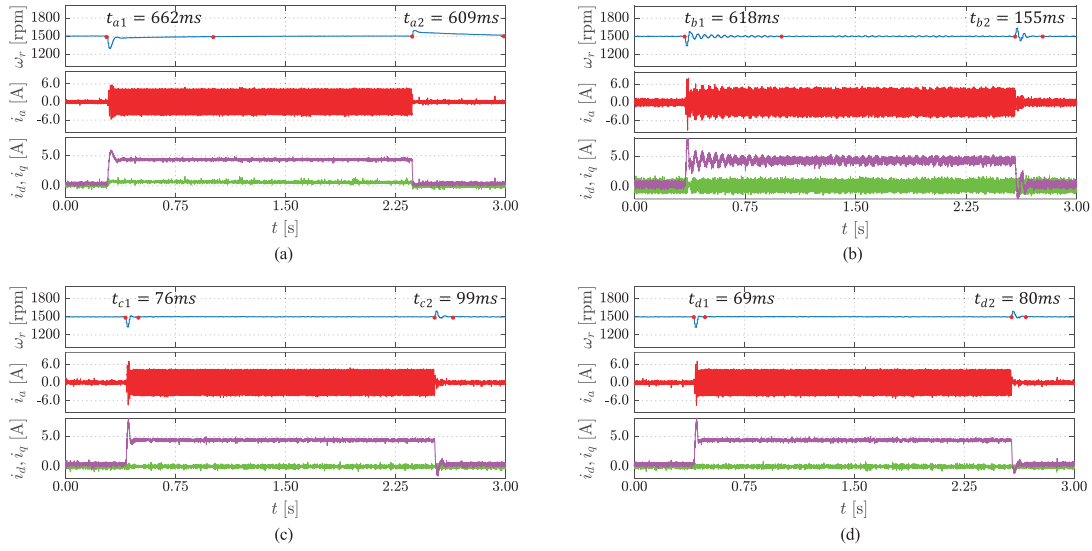 (a)
t_{a1} = 662ms
t_{a2} = 609ms
ω_r [rpm]
1800
1500
1200
i_a [A]
6.0
0.0
-6.0
i_d, i_q [A]
5.0
0.0
0.00 0.75 1.50 2.25 3.00
t [s]
(a)
t_{b1} = 618ms
t_{b2} = 155ms
ω_r [rpm]
1800
1500
1200
i_a [A]
6.0
0.0
-6.0
i_d, i_q [A]
5.0
0.0
0.00 0.75 1.50 2.25 3.00
t [s]
(b)
t_{c1} = 76ms
t_{c2} = 99ms
ω_r [rpm]
1800
1500
1200
i_a [A]
6.0
0.0
-6.0
i_d, i_q [A]
5.0
0.0
0.00 0.75 1.50 2.25 3.00
t [s]
(c)
t_{d1} = 69ms
t_{d2} = 80ms
ω_r [rpm]
1800
1500
1200
i_a [A]
6.0
0.0
-6.0
i_d, i_q [A]
5.0
0.0
0.00 0.75 1.50 2.25 3.00
t [s]
(d)